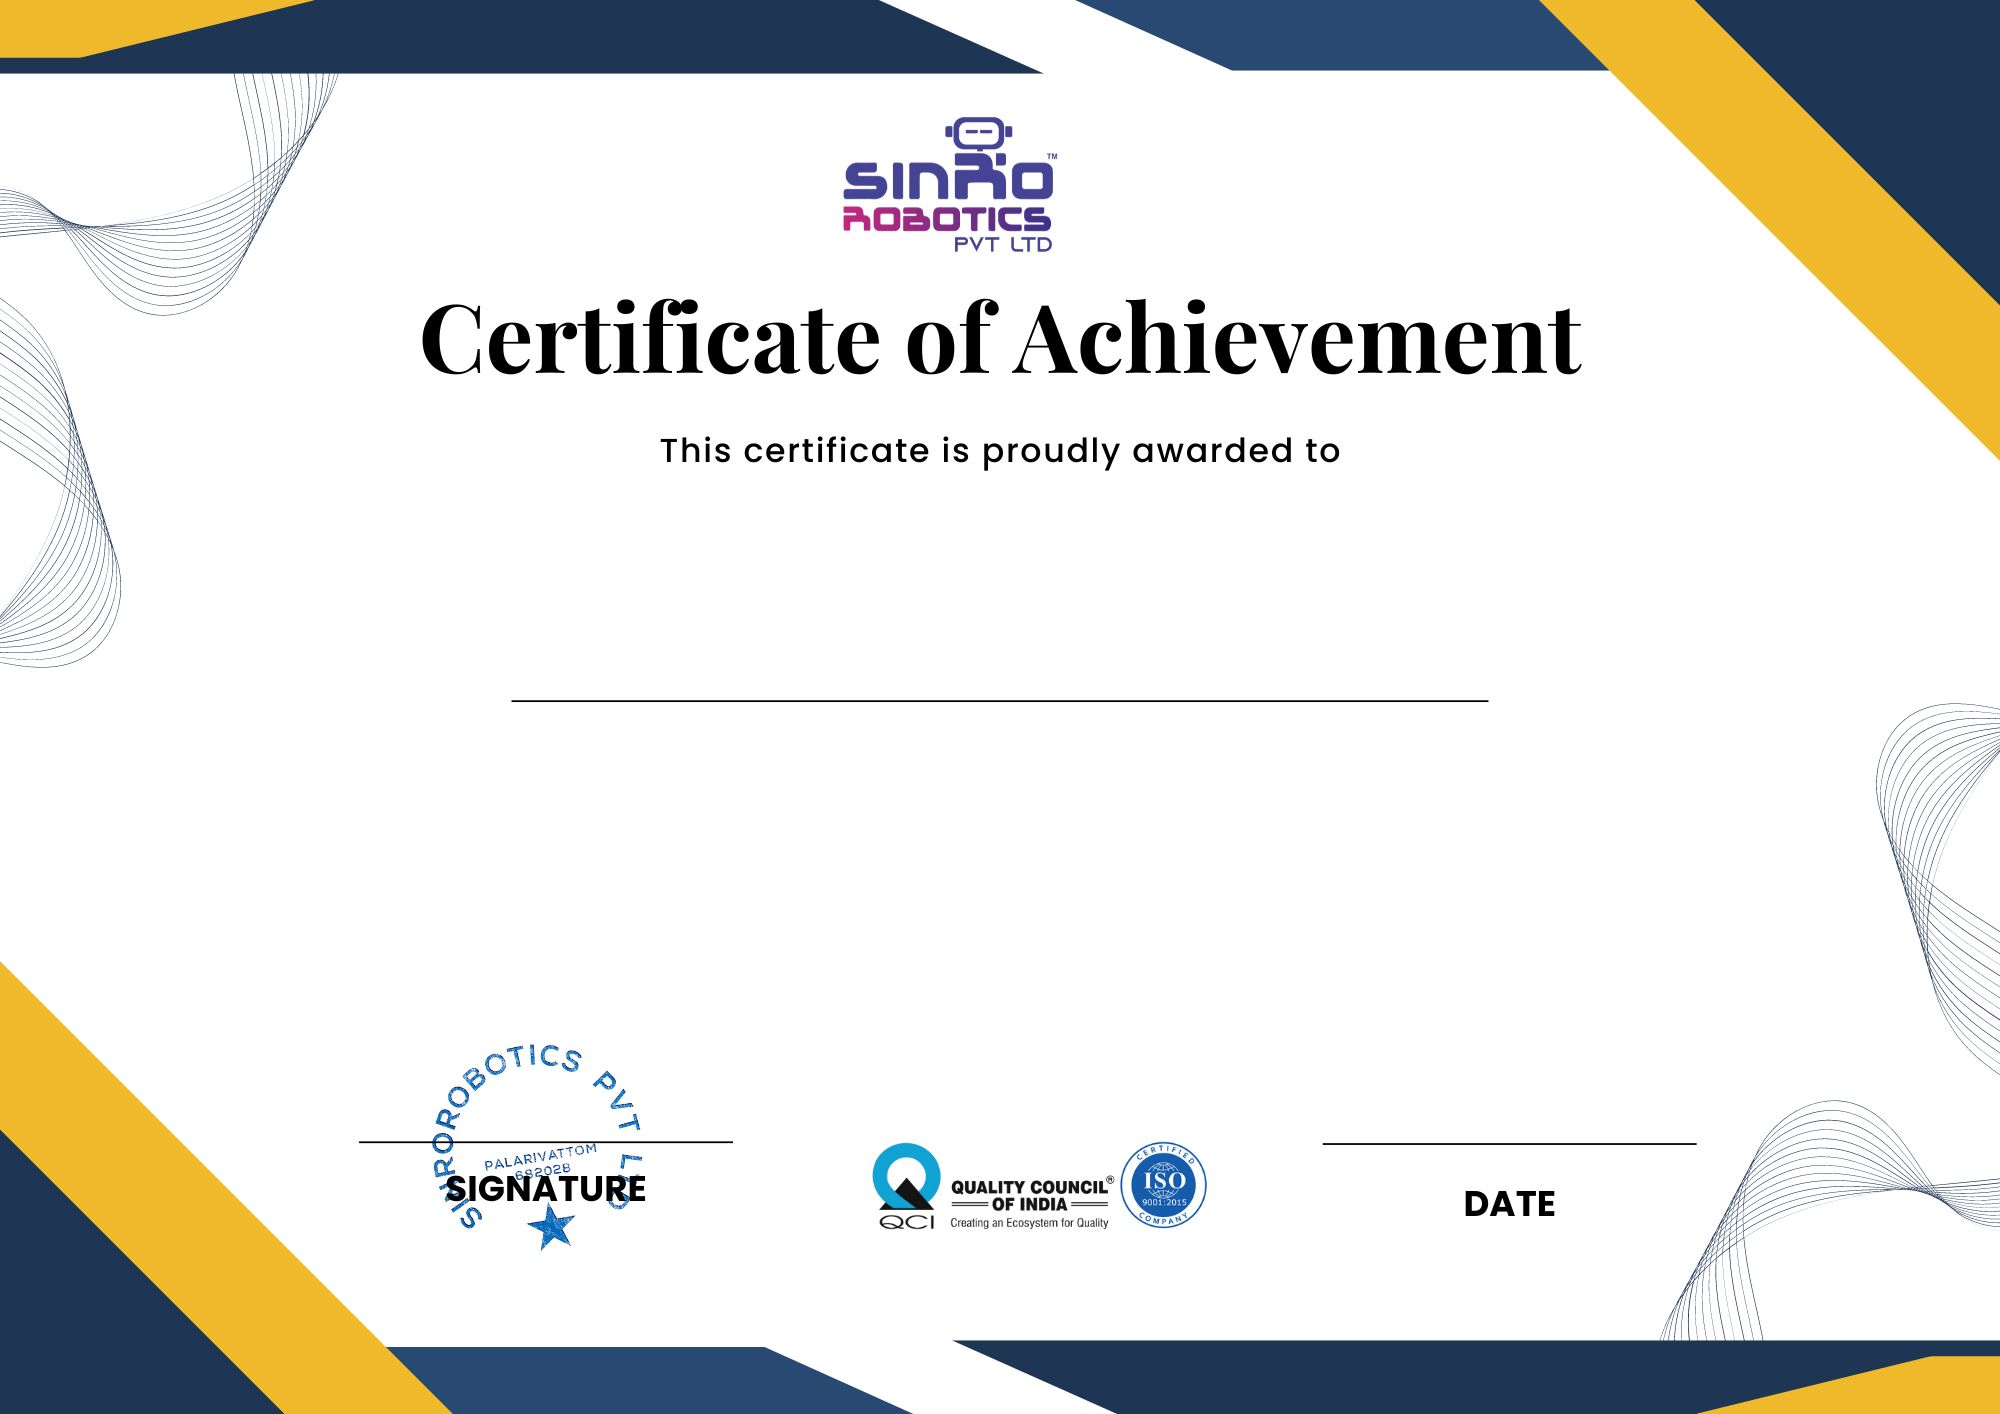 SINRO™
ROBOTICS
PVT LTD
Certificate of Achievement
This certificate is proudly awarded to
SINROROBOTICS PVT LTD
PALARIVATTOM
682028
SIGNATURE
QCI
QUALITY COUNCIL®
OF INDIA
Creating an Ecosystem for Quality
CERTIFIED
ISO
9001:2015
COMPANY
DATE